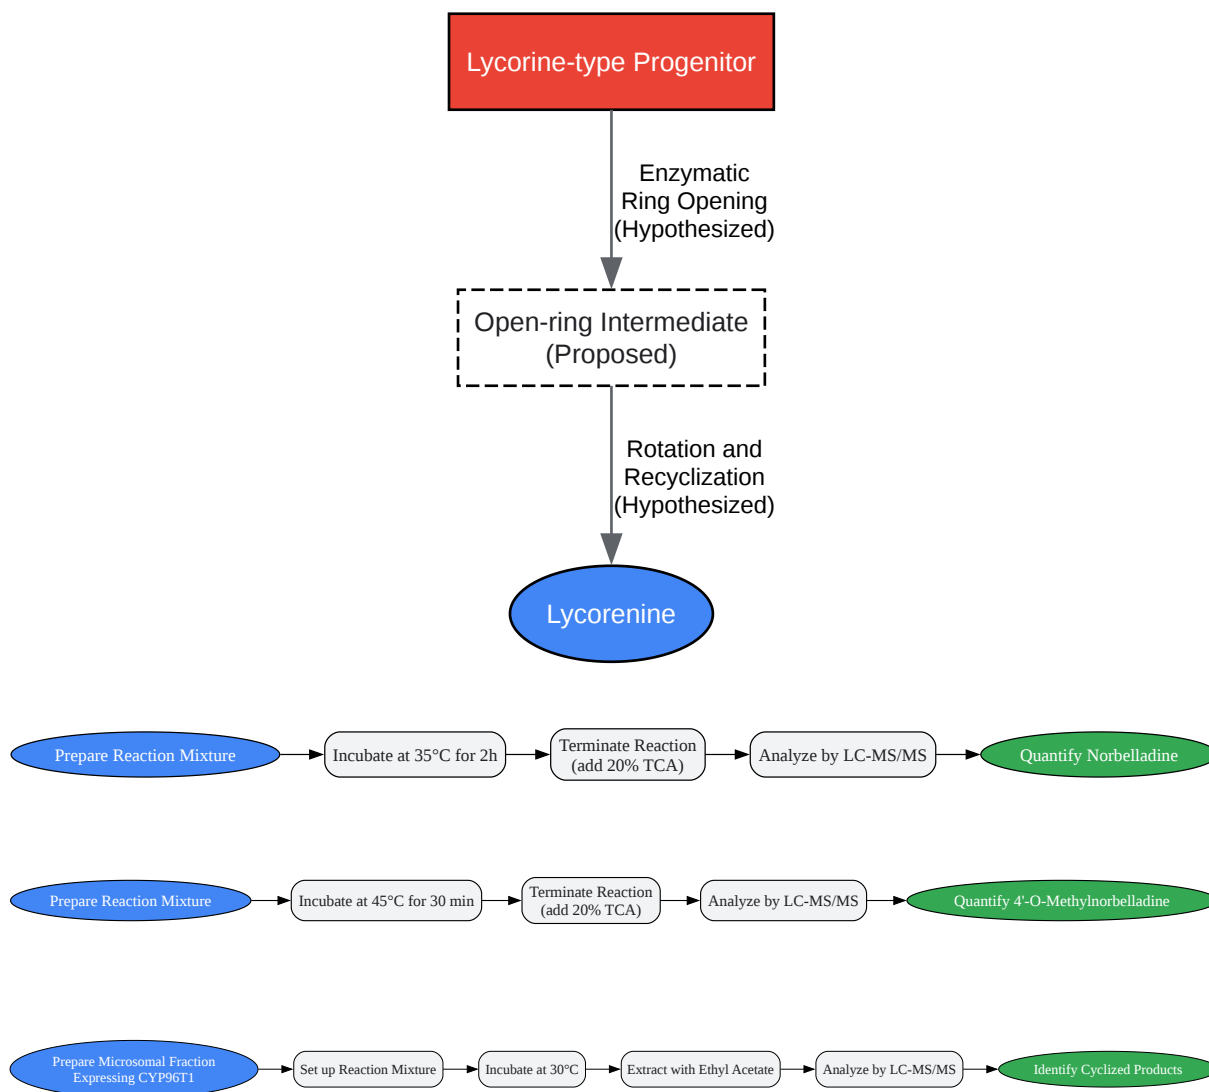 Lycorine-type Progenitor
Enzymatic
Ring Opening
(Hypothesized)
Open-ring Intermediate
(Proposed)
Rotation and
Recyclization
(Hypothesized)
Lycorenine
Prepare Reaction Mixture
Incubate at 35°C for 2h
Terminate Reaction
(add 20% TCA)
Analyze by LC-MS/MS
Quantify Norbelladine
Prepare Reaction Mixture
Incubate at 45°C for 30 min
Terminate Reaction
(add 20% TCA)
Analyze by LC-MS/MS
Quantify 4'-O-Methylnorbelladine
Prepare Microsomal Fraction
Expressing CYP96T1
Set up Reaction Mixture
Incubate at 30°C
Extract with Ethyl Acetate
Analyze by LC-MS/MS
Identify Cyclized Products